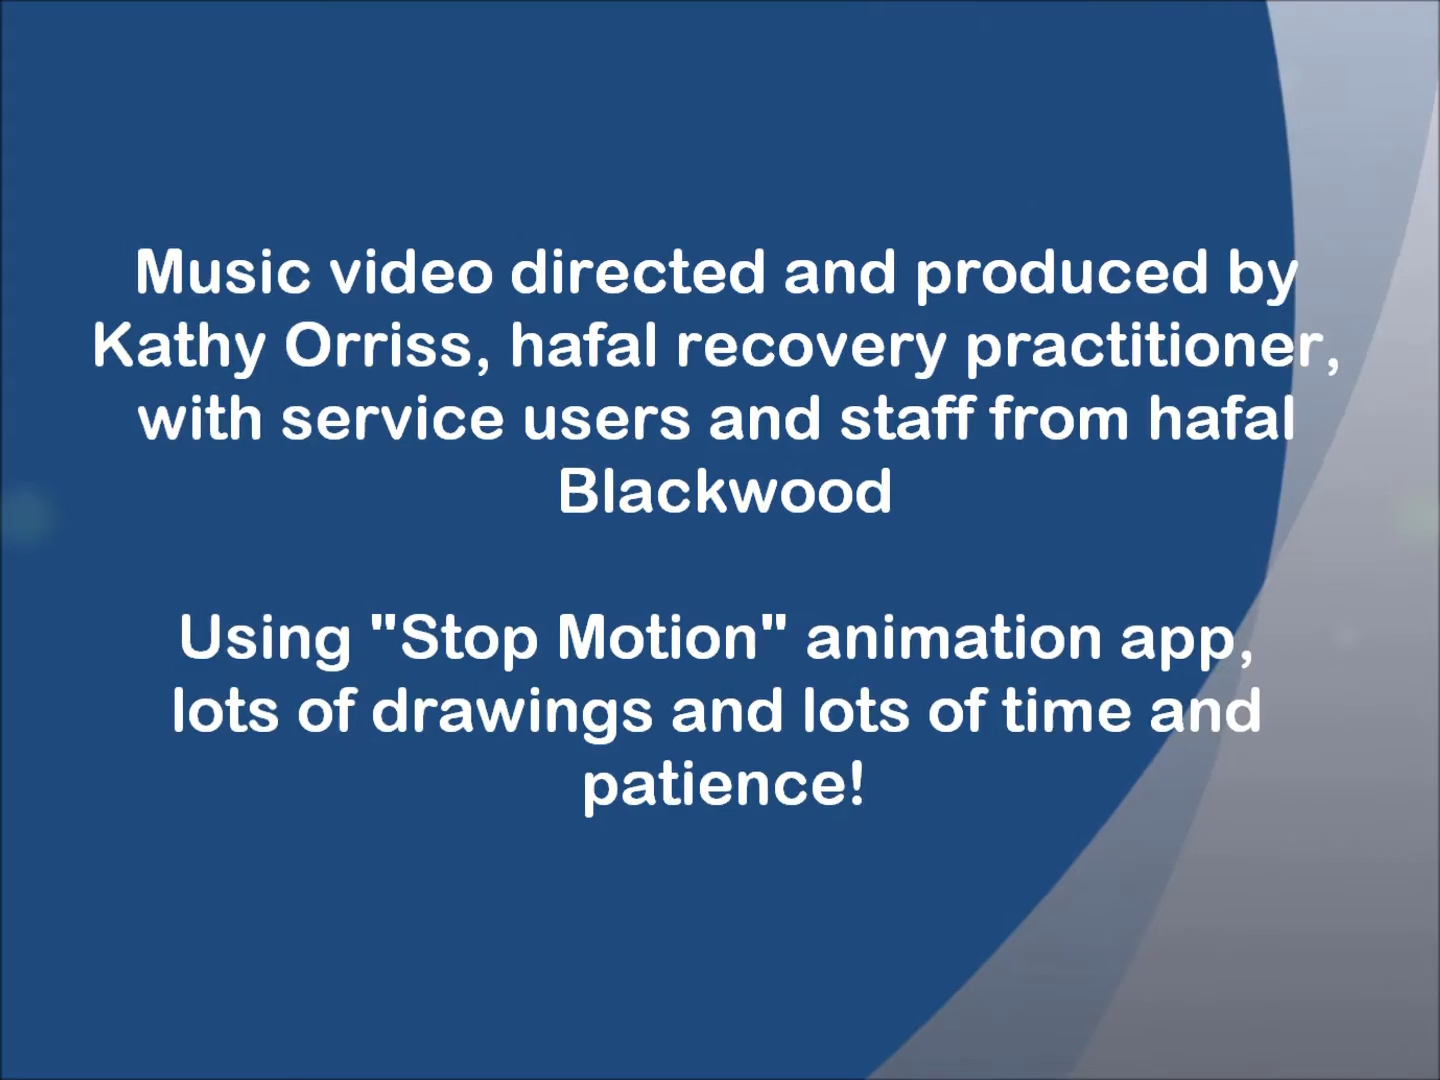 Music video directed and produced by
Kathy Orriss, hafal recovery practitioner,
with service users and staff from hafal
Blackwood
Using "Stop Motion" animation app,
lots of drawings and lots of time and
patience!